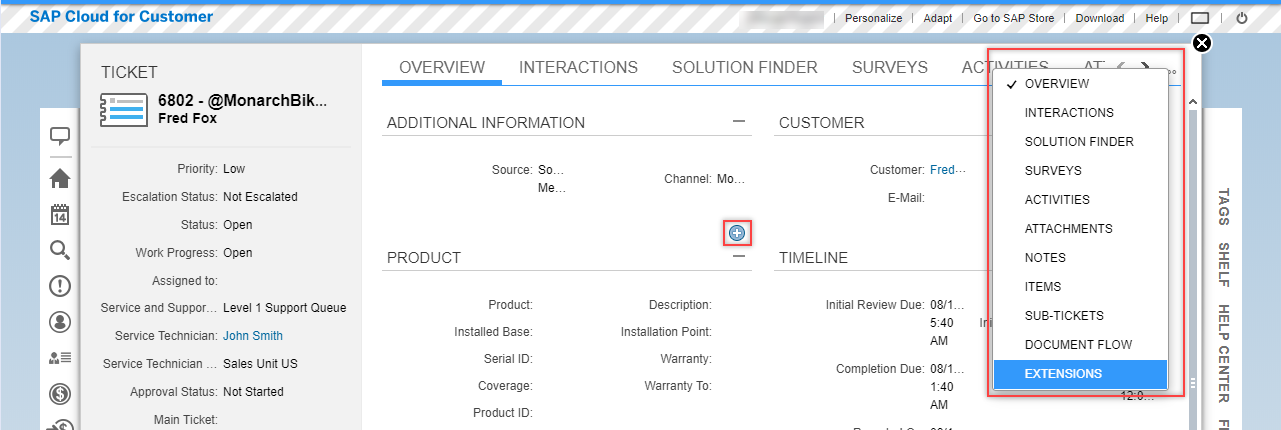 SAP Cloud for Customer
Personalize
Adapt
Go to SAP Store
Download
Help
TICKET
6802 - @MonarchBik...
Fred Fox
Priority: Low
Escalation Status: Not Escalated
Status: Open
Work Progress: Open
Assigned to:
Service and Suppor... Level 1 Support Queue
Service Technician: John Smith
Service Technician ... Sales Unit US
Approval Status: Not Started
Main Ticket:
14
OVERVIEW
INTERACTIONS
SOLUTION FINDER
SURVEYS
ACTIVITIES
AT
...
ADDITIONAL INFORMATION
Source: So...
Me...
Channel: Mo...
CUSTOMER
Customer: Fred...
E-Mail:
PRODUCT
Product:
Installed Base:
Serial ID:
Coverage:
Product ID:
Description:
Installation Point:
Warranty:
Warranty To:
TIMELINE
Initial Review Due: 08/1...
5:40
AM
Completion Due: 08/1...
1:40
AM
OVERVIEW
INTERACTIONS
SOLUTION FINDER
SURVEYS
ACTIVITIES
ATTACHMENTS
NOTES
ITEMS
SUB-TICKETS
DOCUMENT FLOW
EXTENSIONS
TAGS
SHELF
HELP CENTER